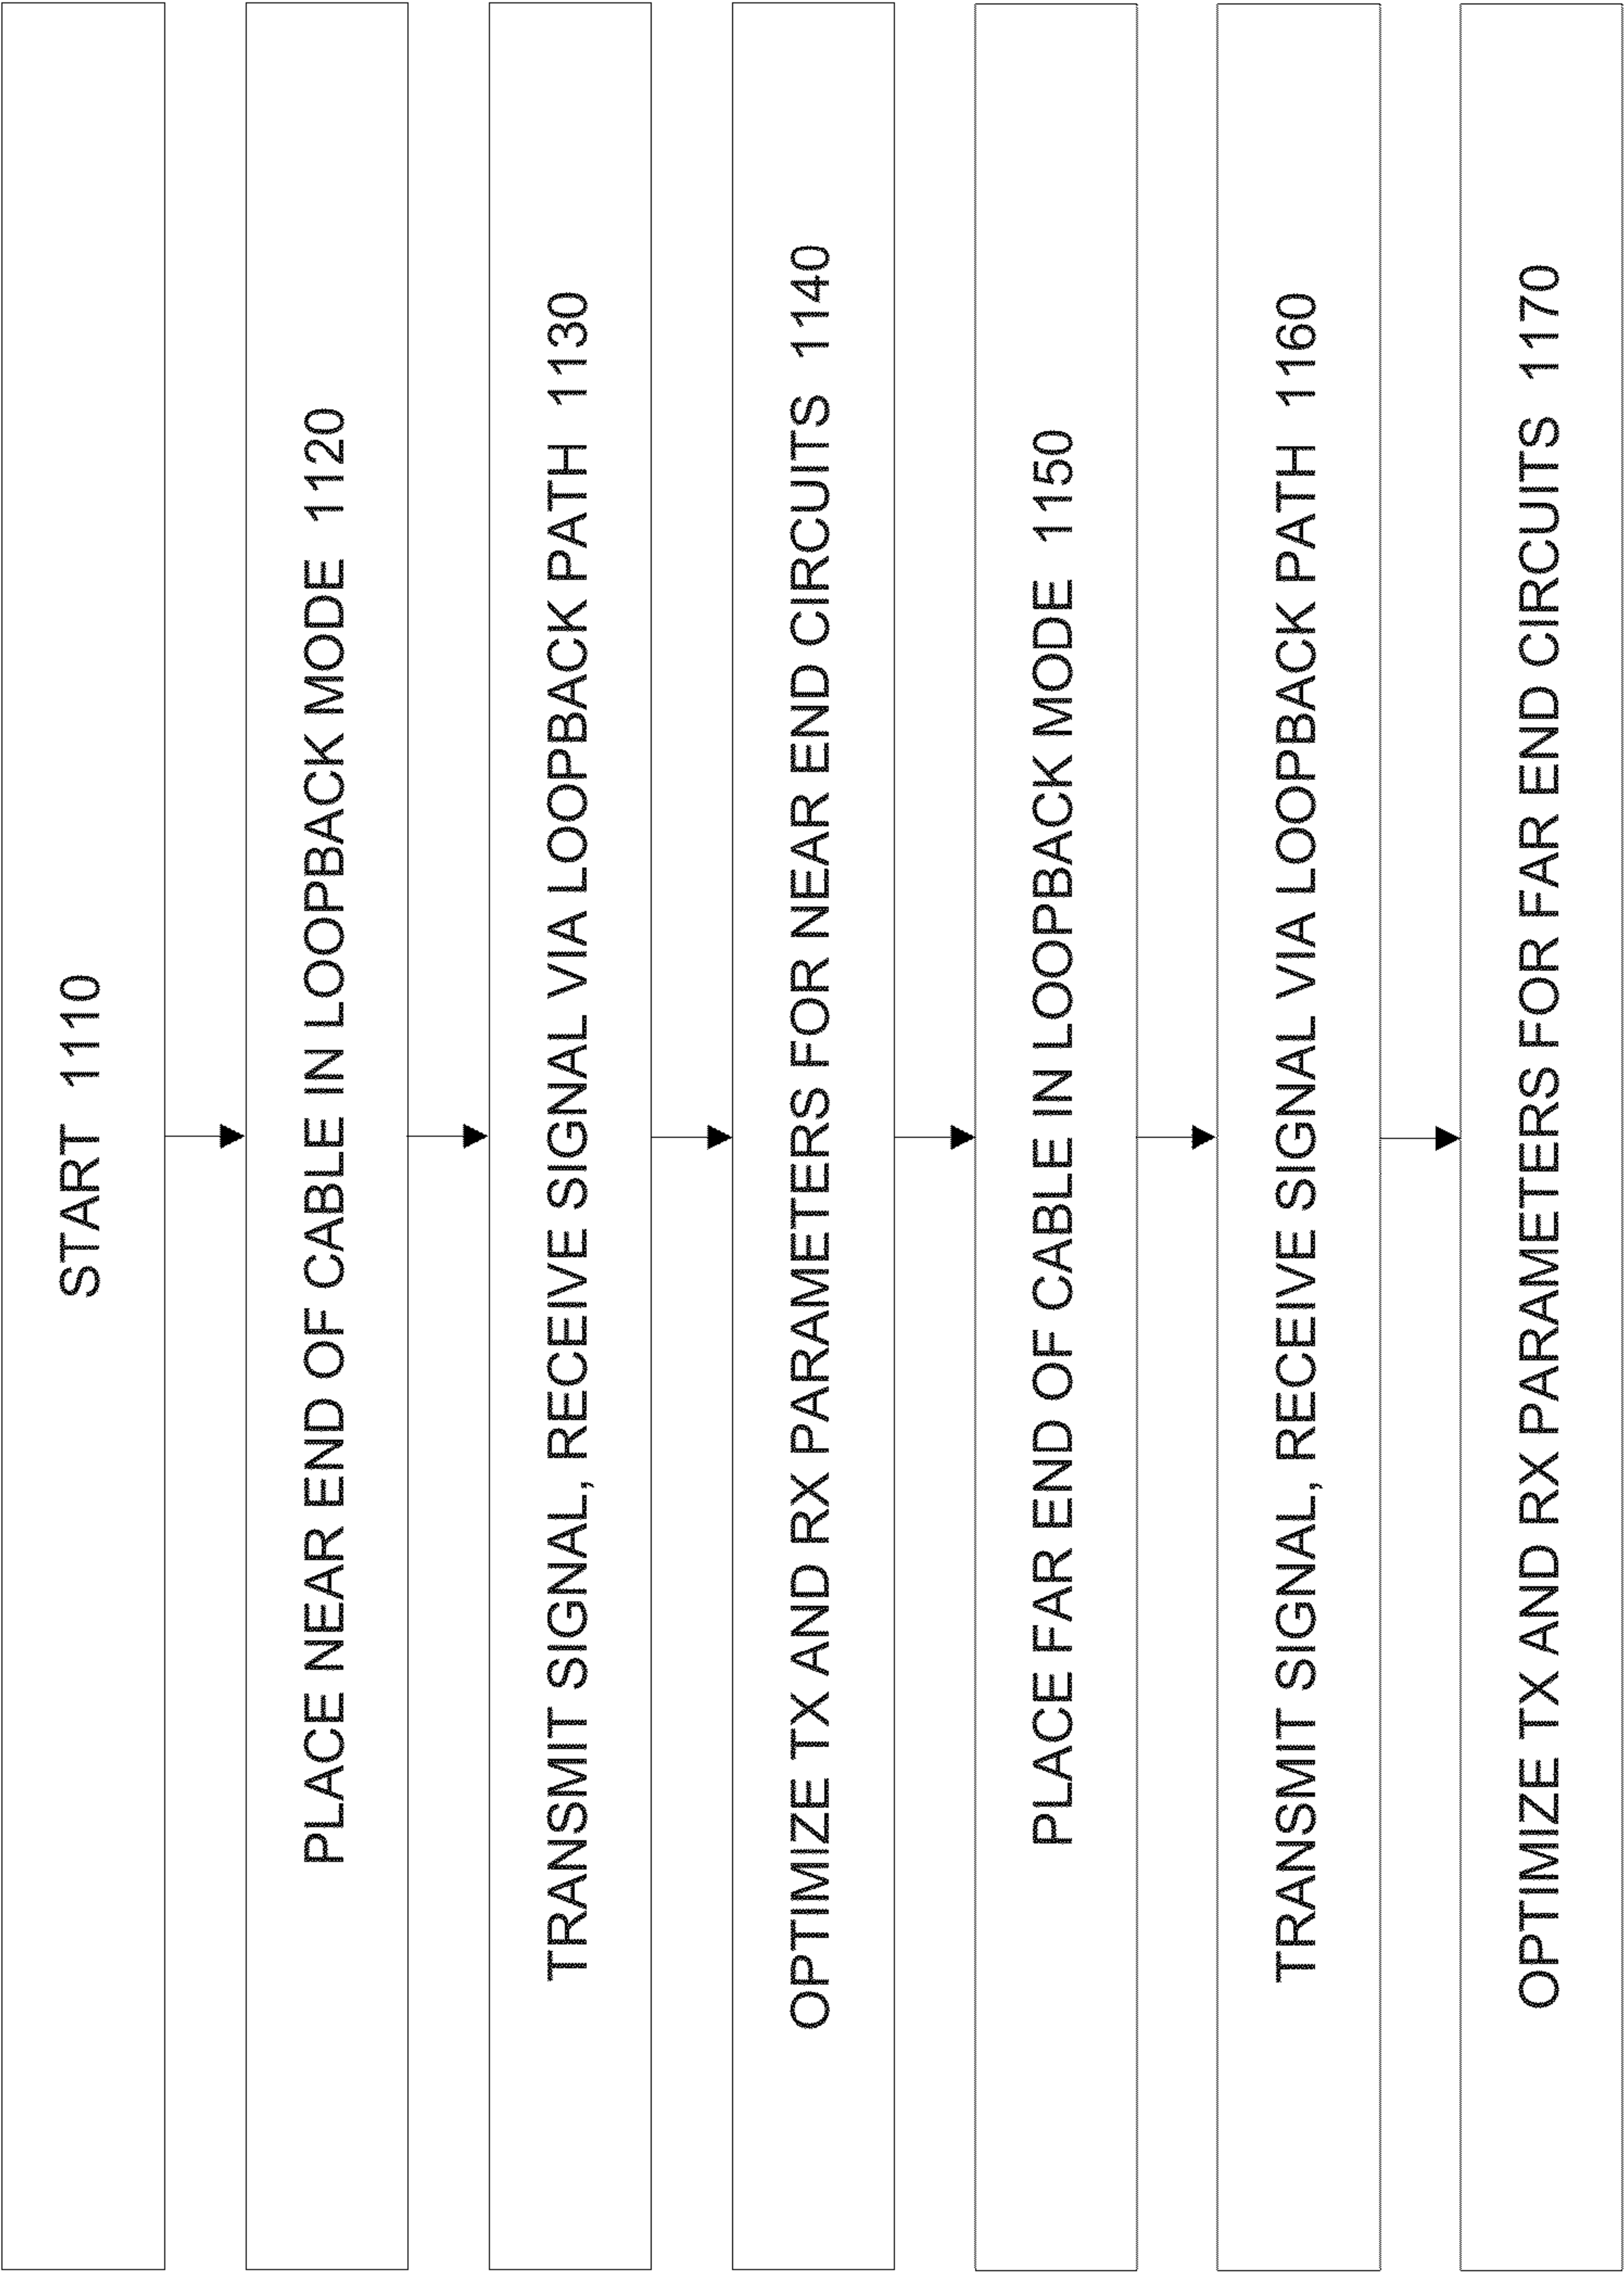 START 1110
PLACE NEAR END OF CABLE IN LOOPBACK MODE 1120
TRANSMIT SIGNAL, RECEIVE SIGNAL VIA LOOPBACK PATH 1130
OPTIMIZE TX AND RX PARAMETERS FOR NEAR END CIRCUITS 1140
PLACE FAR END OF CABLE IN LOOPBACK MODE 1150
TRANSMIT SIGNAL, RECEIVE SIGNAL VIA LOOPBACK PATH 1160
OPTIMIZE TX AND RX PARAMETERS FOR FAR END CIRCUITS 1170